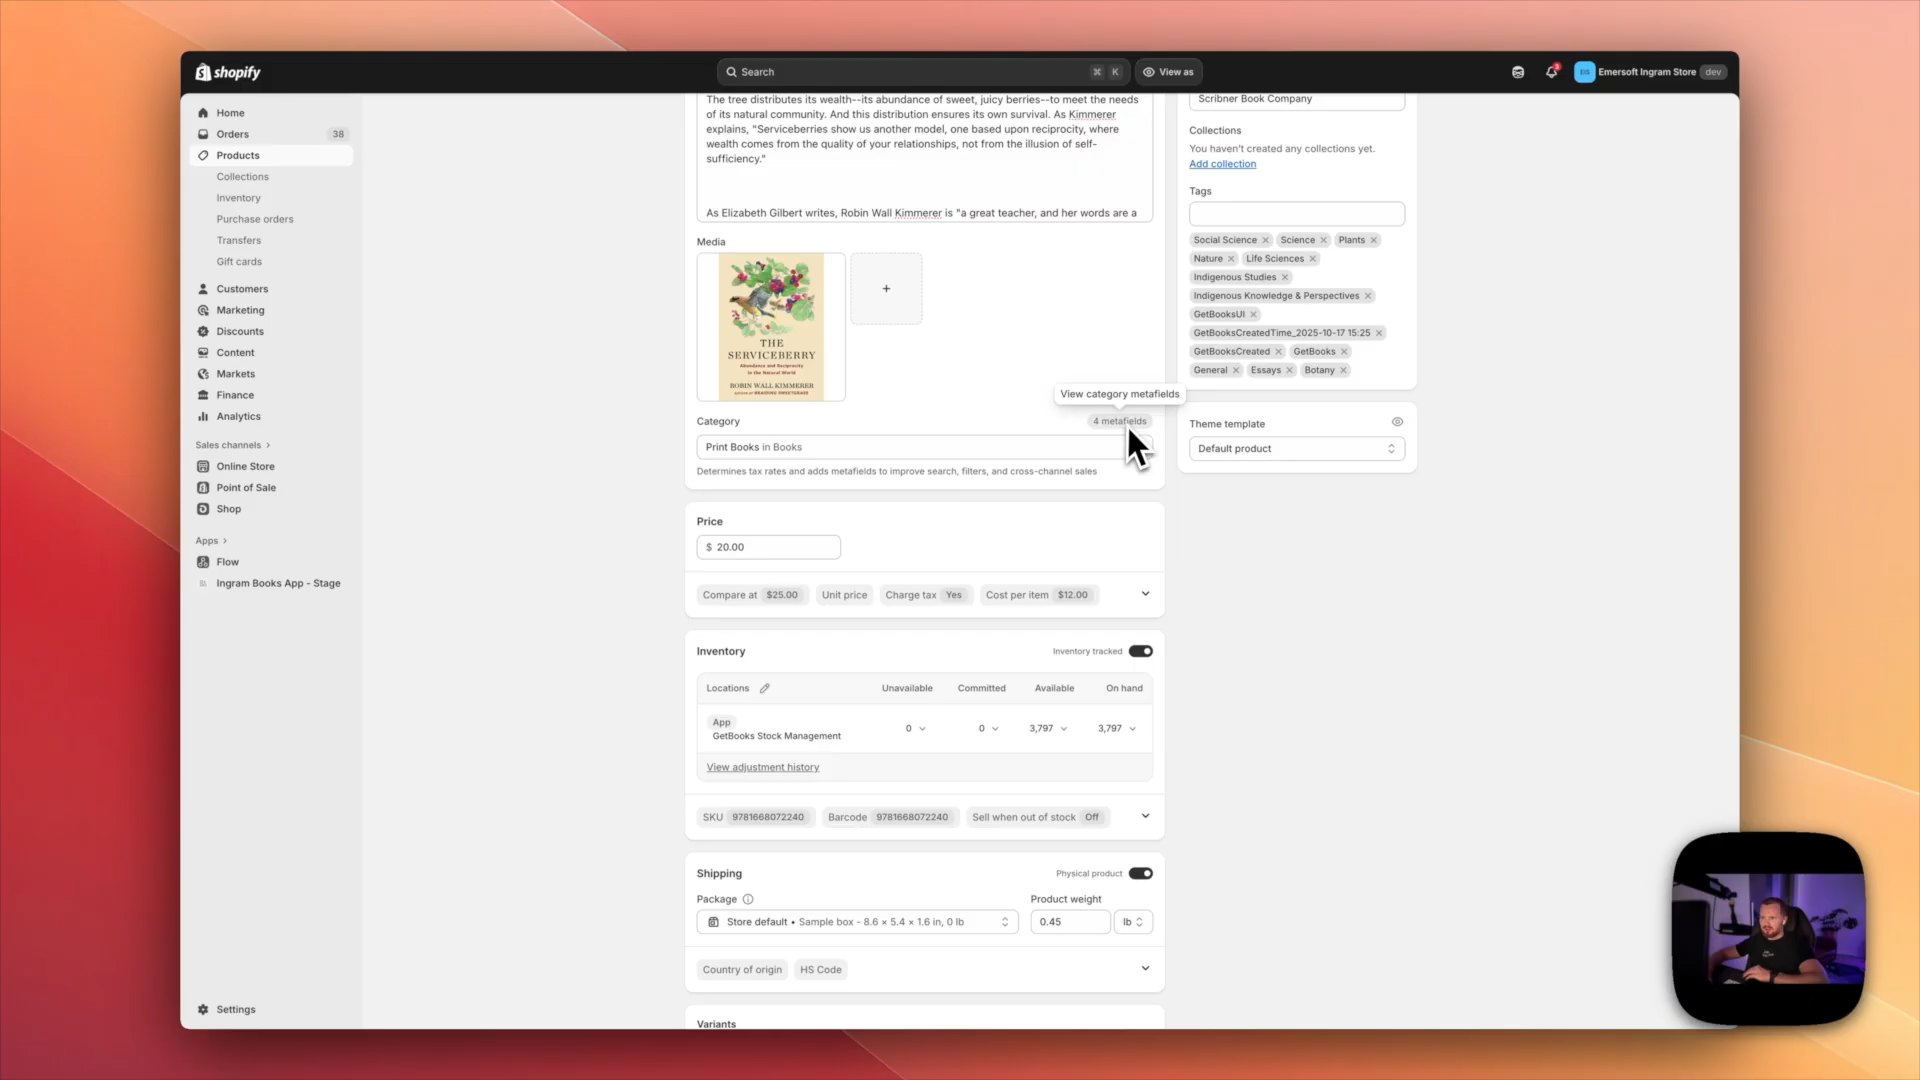 shopify
Search
⌘ K
View as
3
EIS
Emersoft Ingram Store dev
Home
Orders 38
Products
Collections
Inventory
Purchase orders
Transfers
Gift cards
Customers
Marketing
Discounts
Content
Markets
Finance
Analytics
Sales channels
Online Store
Point of Sale
Shop
Apps
Flow
Ingram Books App - Stage
Settings
The tree distributes its wealth--its abundance of sweet, juicy berries--to meet the needs
of its natural community. And this distribution ensures its own survival. As Kimmerer
explains, "Serviceberries show us another model, one based upon reciprocity, where
wealth comes from the quality of your relationships, not from the illusion of self-
sufficiency."
As Elizabeth Gilbert writes, Robin Wall Kimmerer is "a great teacher, and her words are a
Media
THE
SERVICEBERRY
Abundance and Reciprocity
in the Natural World
ROBIN WALL KIMMERER
AUTHOR OF BRAIDING SWEETGRASS
+
View category metafields
Category
4 metafields
Print Books in Books
Determines tax rates and adds metafields to improve search, filters, and cross-channel sales
Price
$ 20.00
Compare at $25.00 Unit price Charge tax Yes Cost per item $12.00
Inventory
Inventory tracked
Locations Unavailable Committed Available On hand
App
GetBooks Stock Management
0 0 3,797 3,797
View adjustment history
SKU 9781668072240 Barcode 9781668072240 Sell when out of stock Off
Shipping
Physical product
Package
Product weight
Store default • Sample box - 8.6 × 5.4 × 1.6 in, 0 lb
0.45
lb
Country of origin HS Code
Variants
Scribner Book Company
Collections
You haven't created any collections yet.
Add collection
Tags
Social Science Science Plants
Nature Life Sciences
Indigenous Studies
Indigenous Knowledge & Perspectives
GetBooksUI
GetBooksCreatedTime_2025-10-17 15:25
GetBooksCreated GetBooks
General Essays Botany
Theme template
Default product